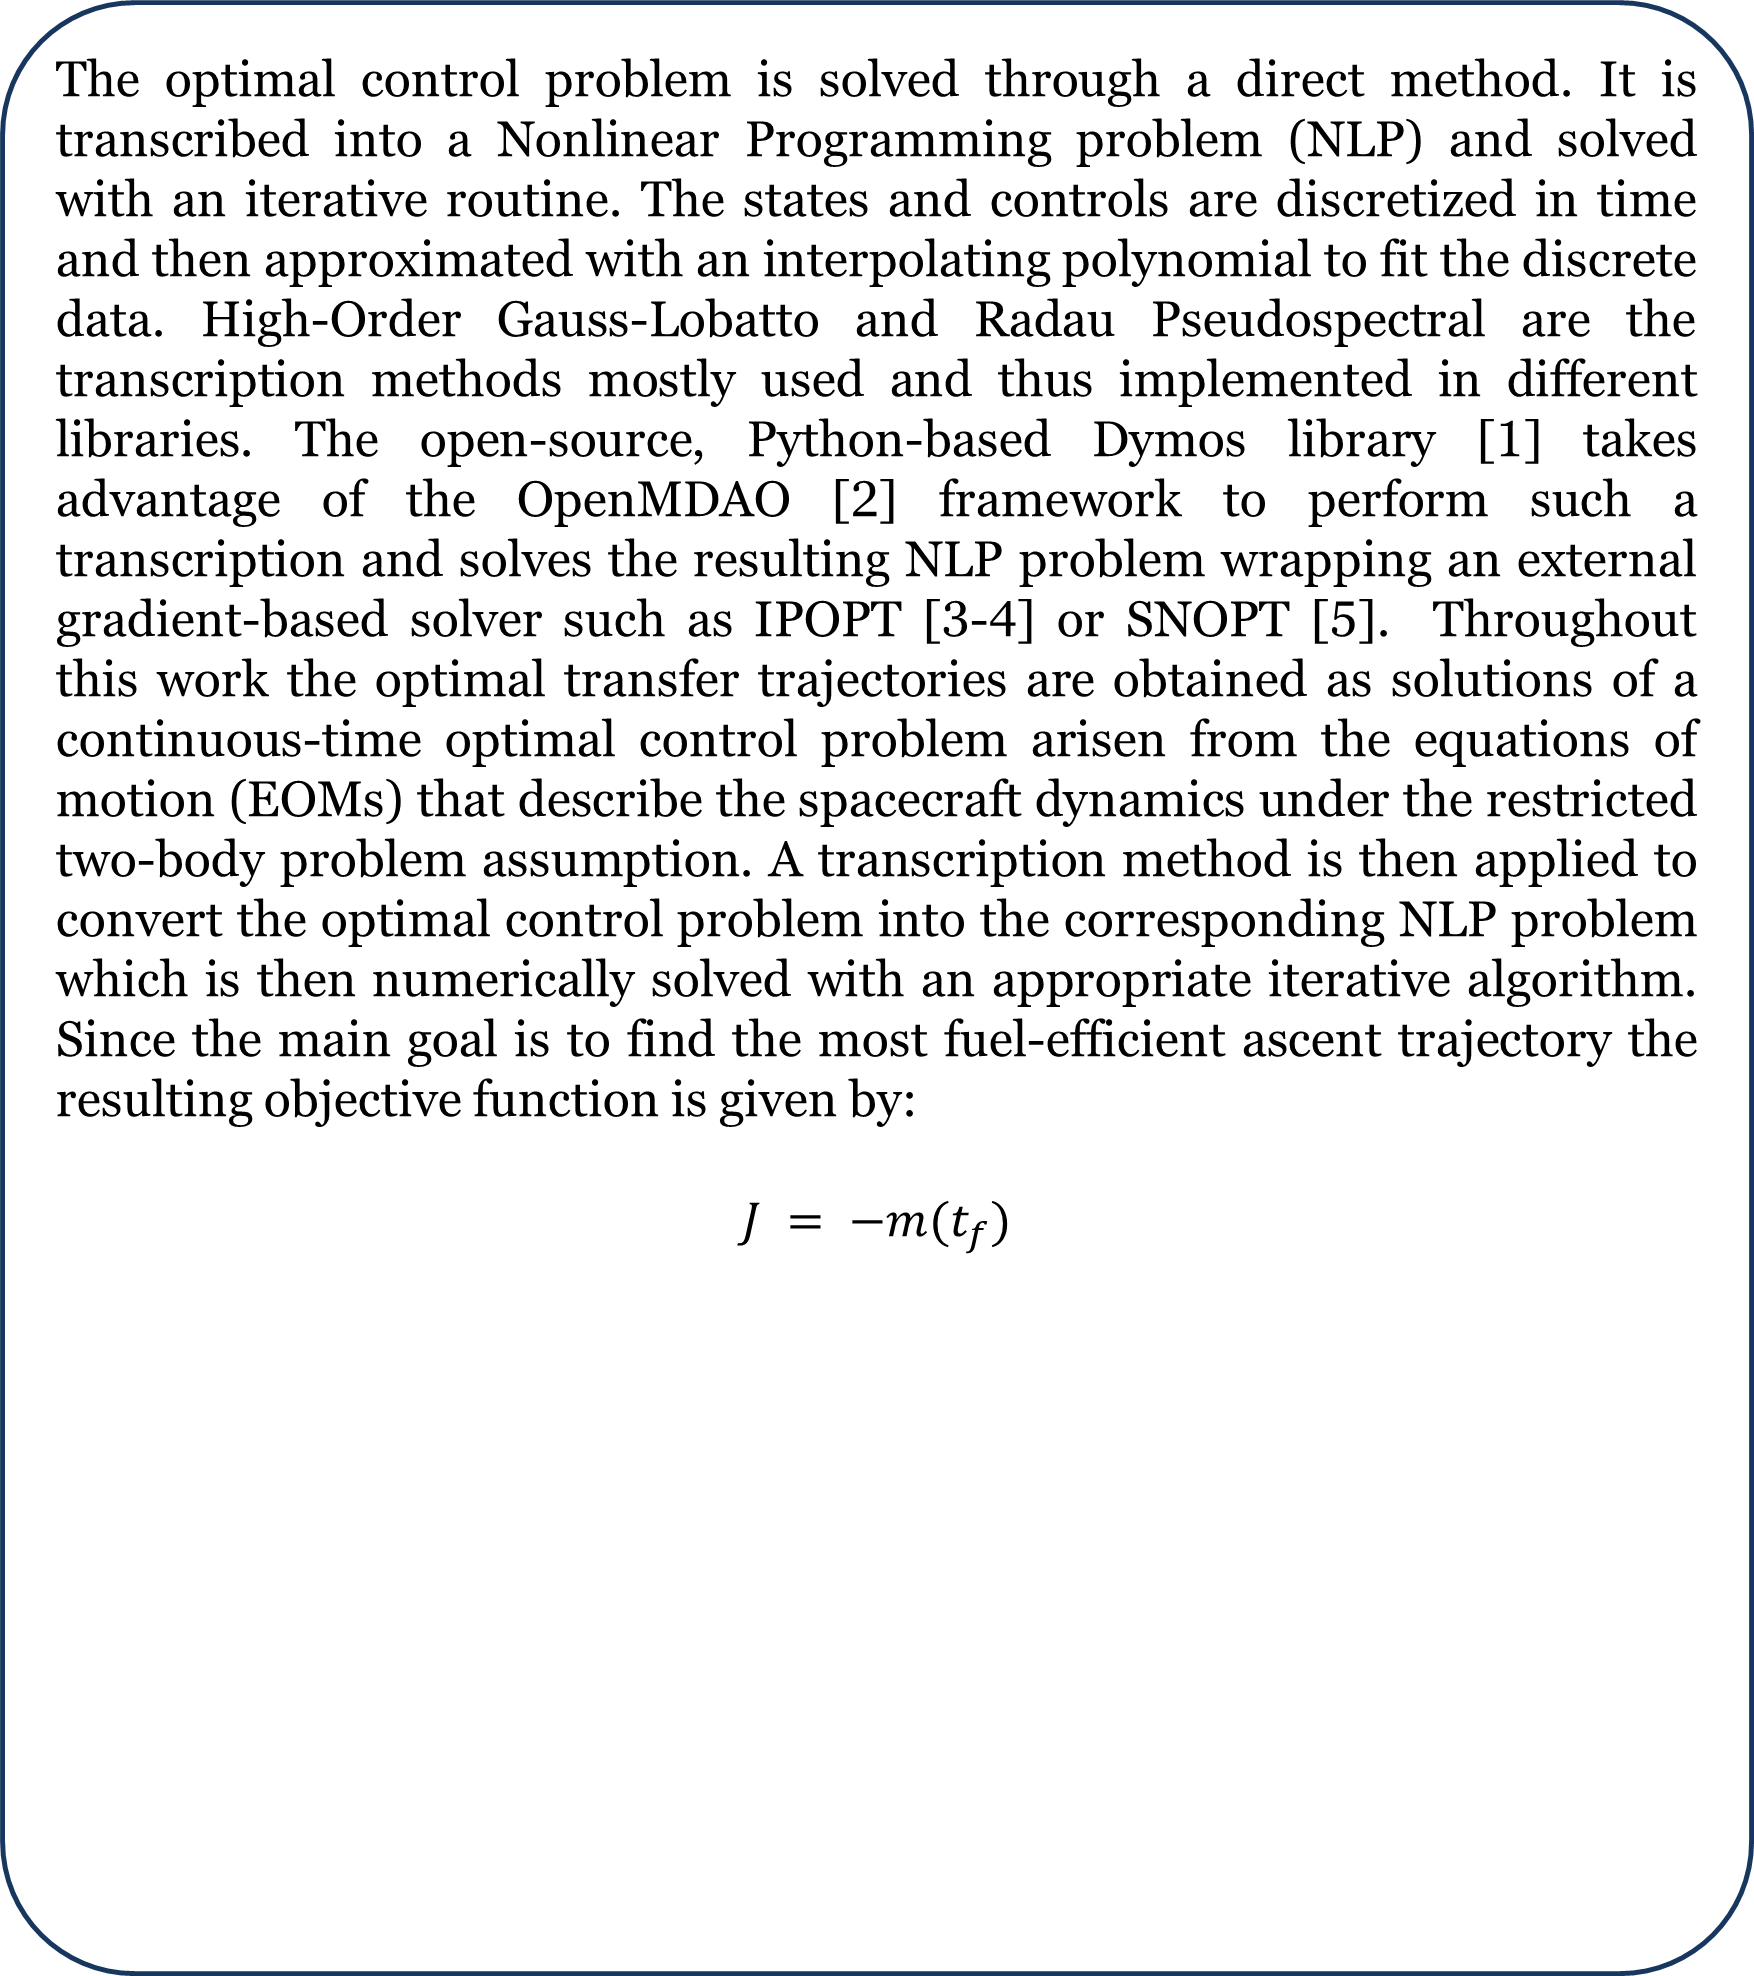 The optimal control problem is solved through a direct method. It is
transcribed into a Nonlinear Programming problem (NLP) and solved
with an iterative routine. The states and controls are discretized in time
and then approximated with an interpolating polynomial to fit the discrete
data. High-Order Gauss-Lobatto and Radau Pseudospectral are the
transcription methods mostly used and thus implemented in different
libraries. The open-source, Python-based Dymos library [1] takes
advantage of the OpenMDAO [2] framework to perform such a
transcription and solves the resulting NLP problem wrapping an external
gradient-based solver such as IPOPT [3-4] or SNOPT [5]. Throughout
this work the optimal transfer trajectories are obtained as solutions of a
continuous-time optimal control problem arisen from the equations of
motion (EOMs) that describe the spacecraft dynamics under the restricted
two-body problem assumption. A transcription method is then applied to
convert the optimal control problem into the corresponding NLP problem
which is then numerically solved with an appropriate iterative algorithm.
Since the main goal is to find the most fuel-efficient ascent trajectory the
resulting objective function is given by:
J = −m(t_f)